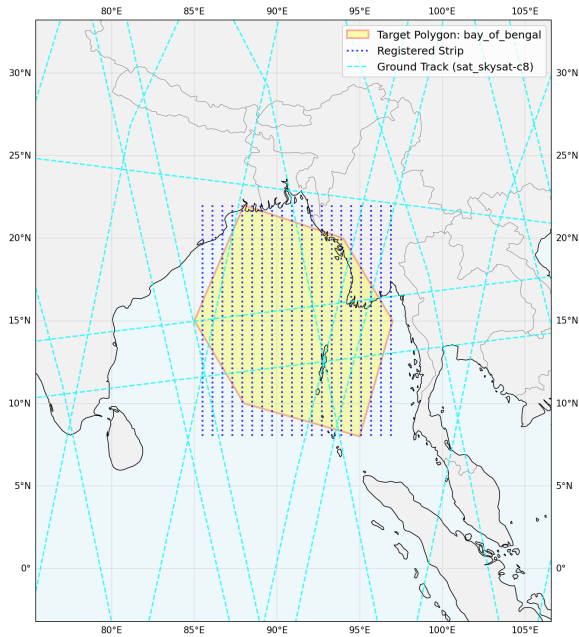 80°E 85°E 90°E 95°E 100°E 105°E
Target Polygon: bay_of_bengal
Registered Strip
Ground Track (sat_skysat-c8)
30°N 30°N
25°N 25°N
20°N 20°N
15°N 15°N
10°N 10°N
5°N 5°N
0° 0°
80°E 85°E 90°E 95°E 100°E 105°E